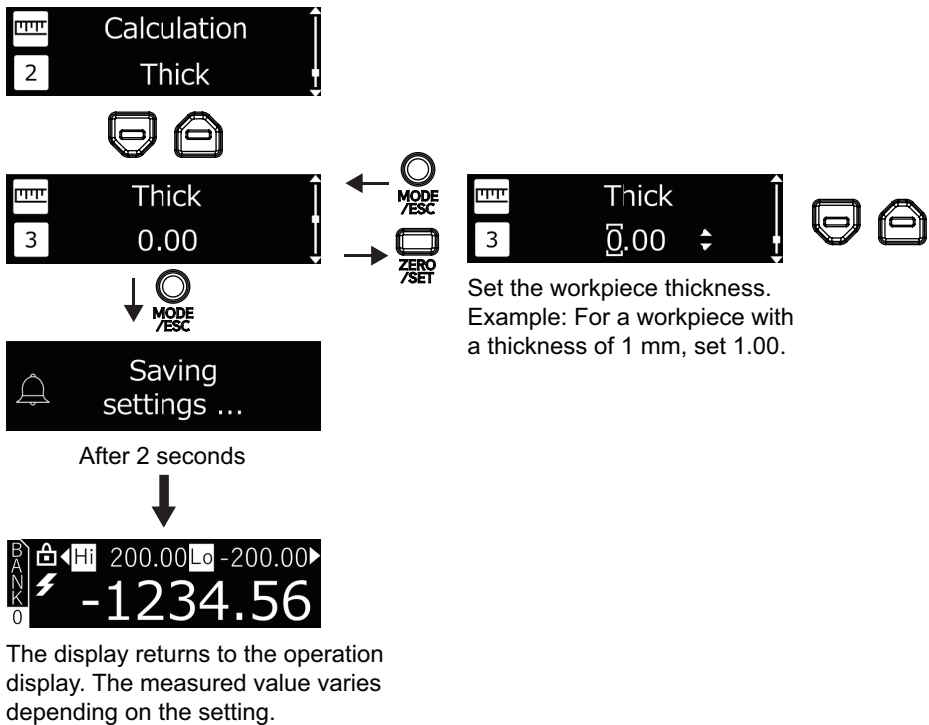 Calculation
2
Thick
Thick
3
0.00
MODE
/ESC
ZERO
/SET
Thick
3
0.00
Set the workpiece thickness.
Example: For a workpiece with
a thickness of 1 mm, set 1.00.
MODE
/ESC
Saving
settings ...
After 2 seconds
BANK
0
Hi 200.00 Lo -200.00
-1234.56
The display returns to the operation
display. The measured value varies
depending on the setting.